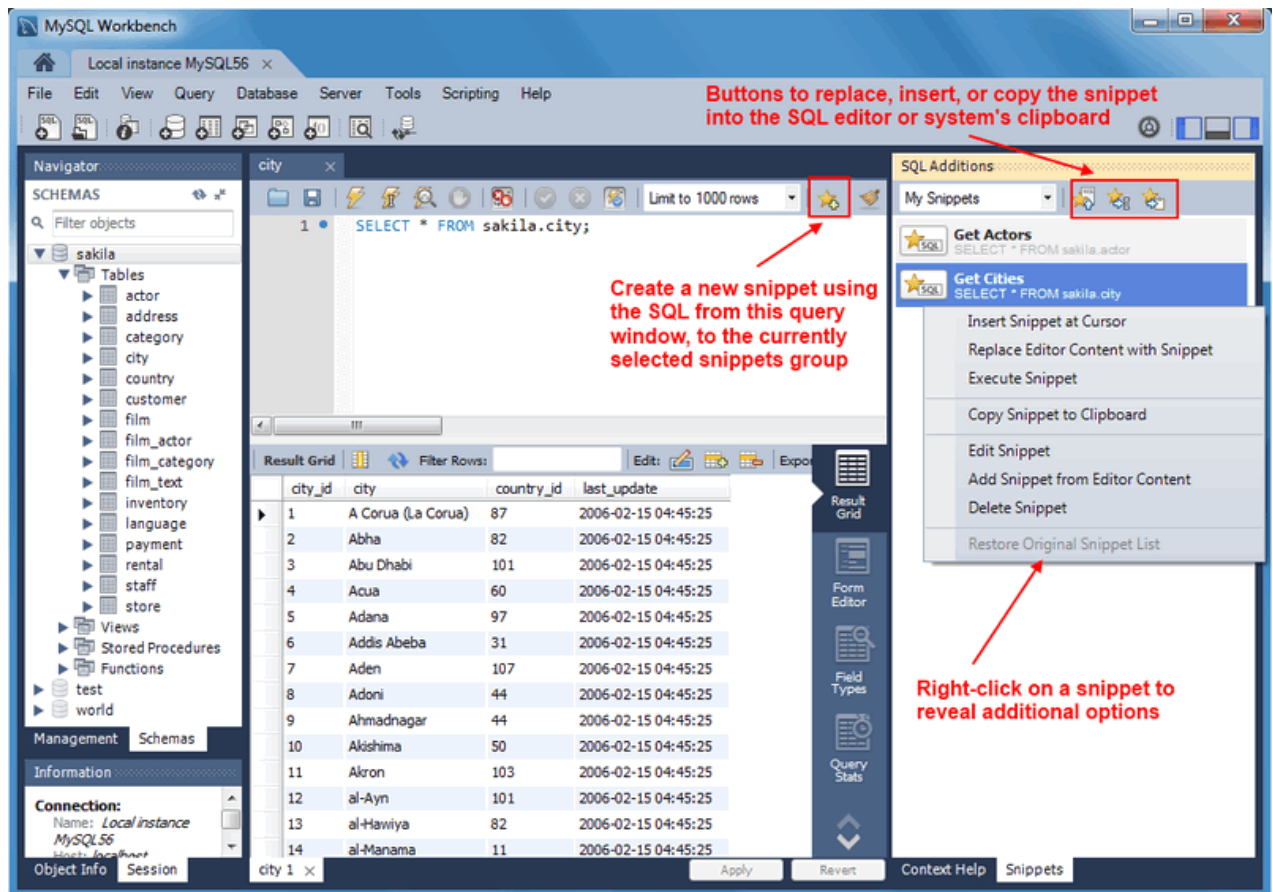 MySQL Workbench
Local instance MySQL56
File Edit View Query Database Server Tools Scripting Help
Buttons to replace, insert, or copy the snippet
into the SQL editor or system's clipboard
Navigator
SCHEMAS
Filter objects
sakila
Tables
actor
address
category
city
country
customer
film
film_actor
film_category
film_text
inventory
language
payment
rental
staff
store
Views
Stored Procedures
Functions
test
world
Management Schemas
Information
Connection:
Name: Local instance
MySQL56
Host: localhost
Object Info Session
city
Limit to 1000 rows
1 SELECT * FROM sakila.city;
Create a new snippet using
the SQL from this query
window, to the currently
selected snippets group
Result Grid Filter Rows: Edit: Expor
city_id city country_id last_update
1 A Corua (La Corua) 87 2006-02-15 04:45:25
2 Abha 82 2006-02-15 04:45:25
3 Abu Dhabi 101 2006-02-15 04:45:25
4 Acua 60 2006-02-15 04:45:25
5 Adana 97 2006-02-15 04:45:25
6 Addis Abeba 31 2006-02-15 04:45:25
7 Aden 107 2006-02-15 04:45:25
8 Adoni 44 2006-02-15 04:45:25
9 Ahmadnagar 44 2006-02-15 04:45:25
10 Akishima 50 2006-02-15 04:45:25
11 Akron 103 2006-02-15 04:45:25
12 al-Ayn 101 2006-02-15 04:45:25
13 al-Hawiya 82 2006-02-15 04:45:25
14 al-Manama 11 2006-02-15 04:45:25
Result
Grid
Form
Editor
Field
Types
Query
Stats
city 1
Apply Revert
SQL Additions
My Snippets
SQL
Get Actors
SELECT * FROM sakila.actor
SQL
Get Cities
SELECT * FROM sakila.city
Insert Snippet at Cursor
Replace Editor Content with Snippet
Execute Snippet
Copy Snippet to Clipboard
Edit Snippet
Add Snippet from Editor Content
Delete Snippet
Restore Original Snippet List
Right-click on a snippet to
reveal additional options
Context Help Snippets